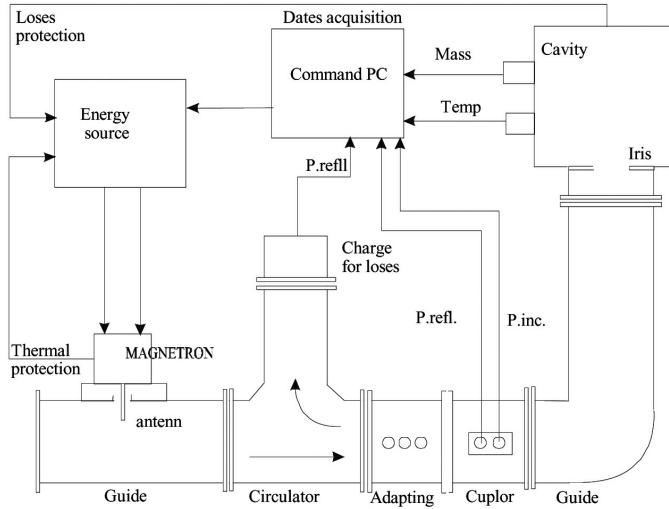 Loses
protection
Dates acquisition
Command PC
Mass
Temp
Cavity
Iris
Energy
source
P.refll
Charge
for loses
P.refl.
P.inc.
Thermal
protection
MAGNETRON
antenn
Guide
Circulator
Adapting
Cuplor
Guide